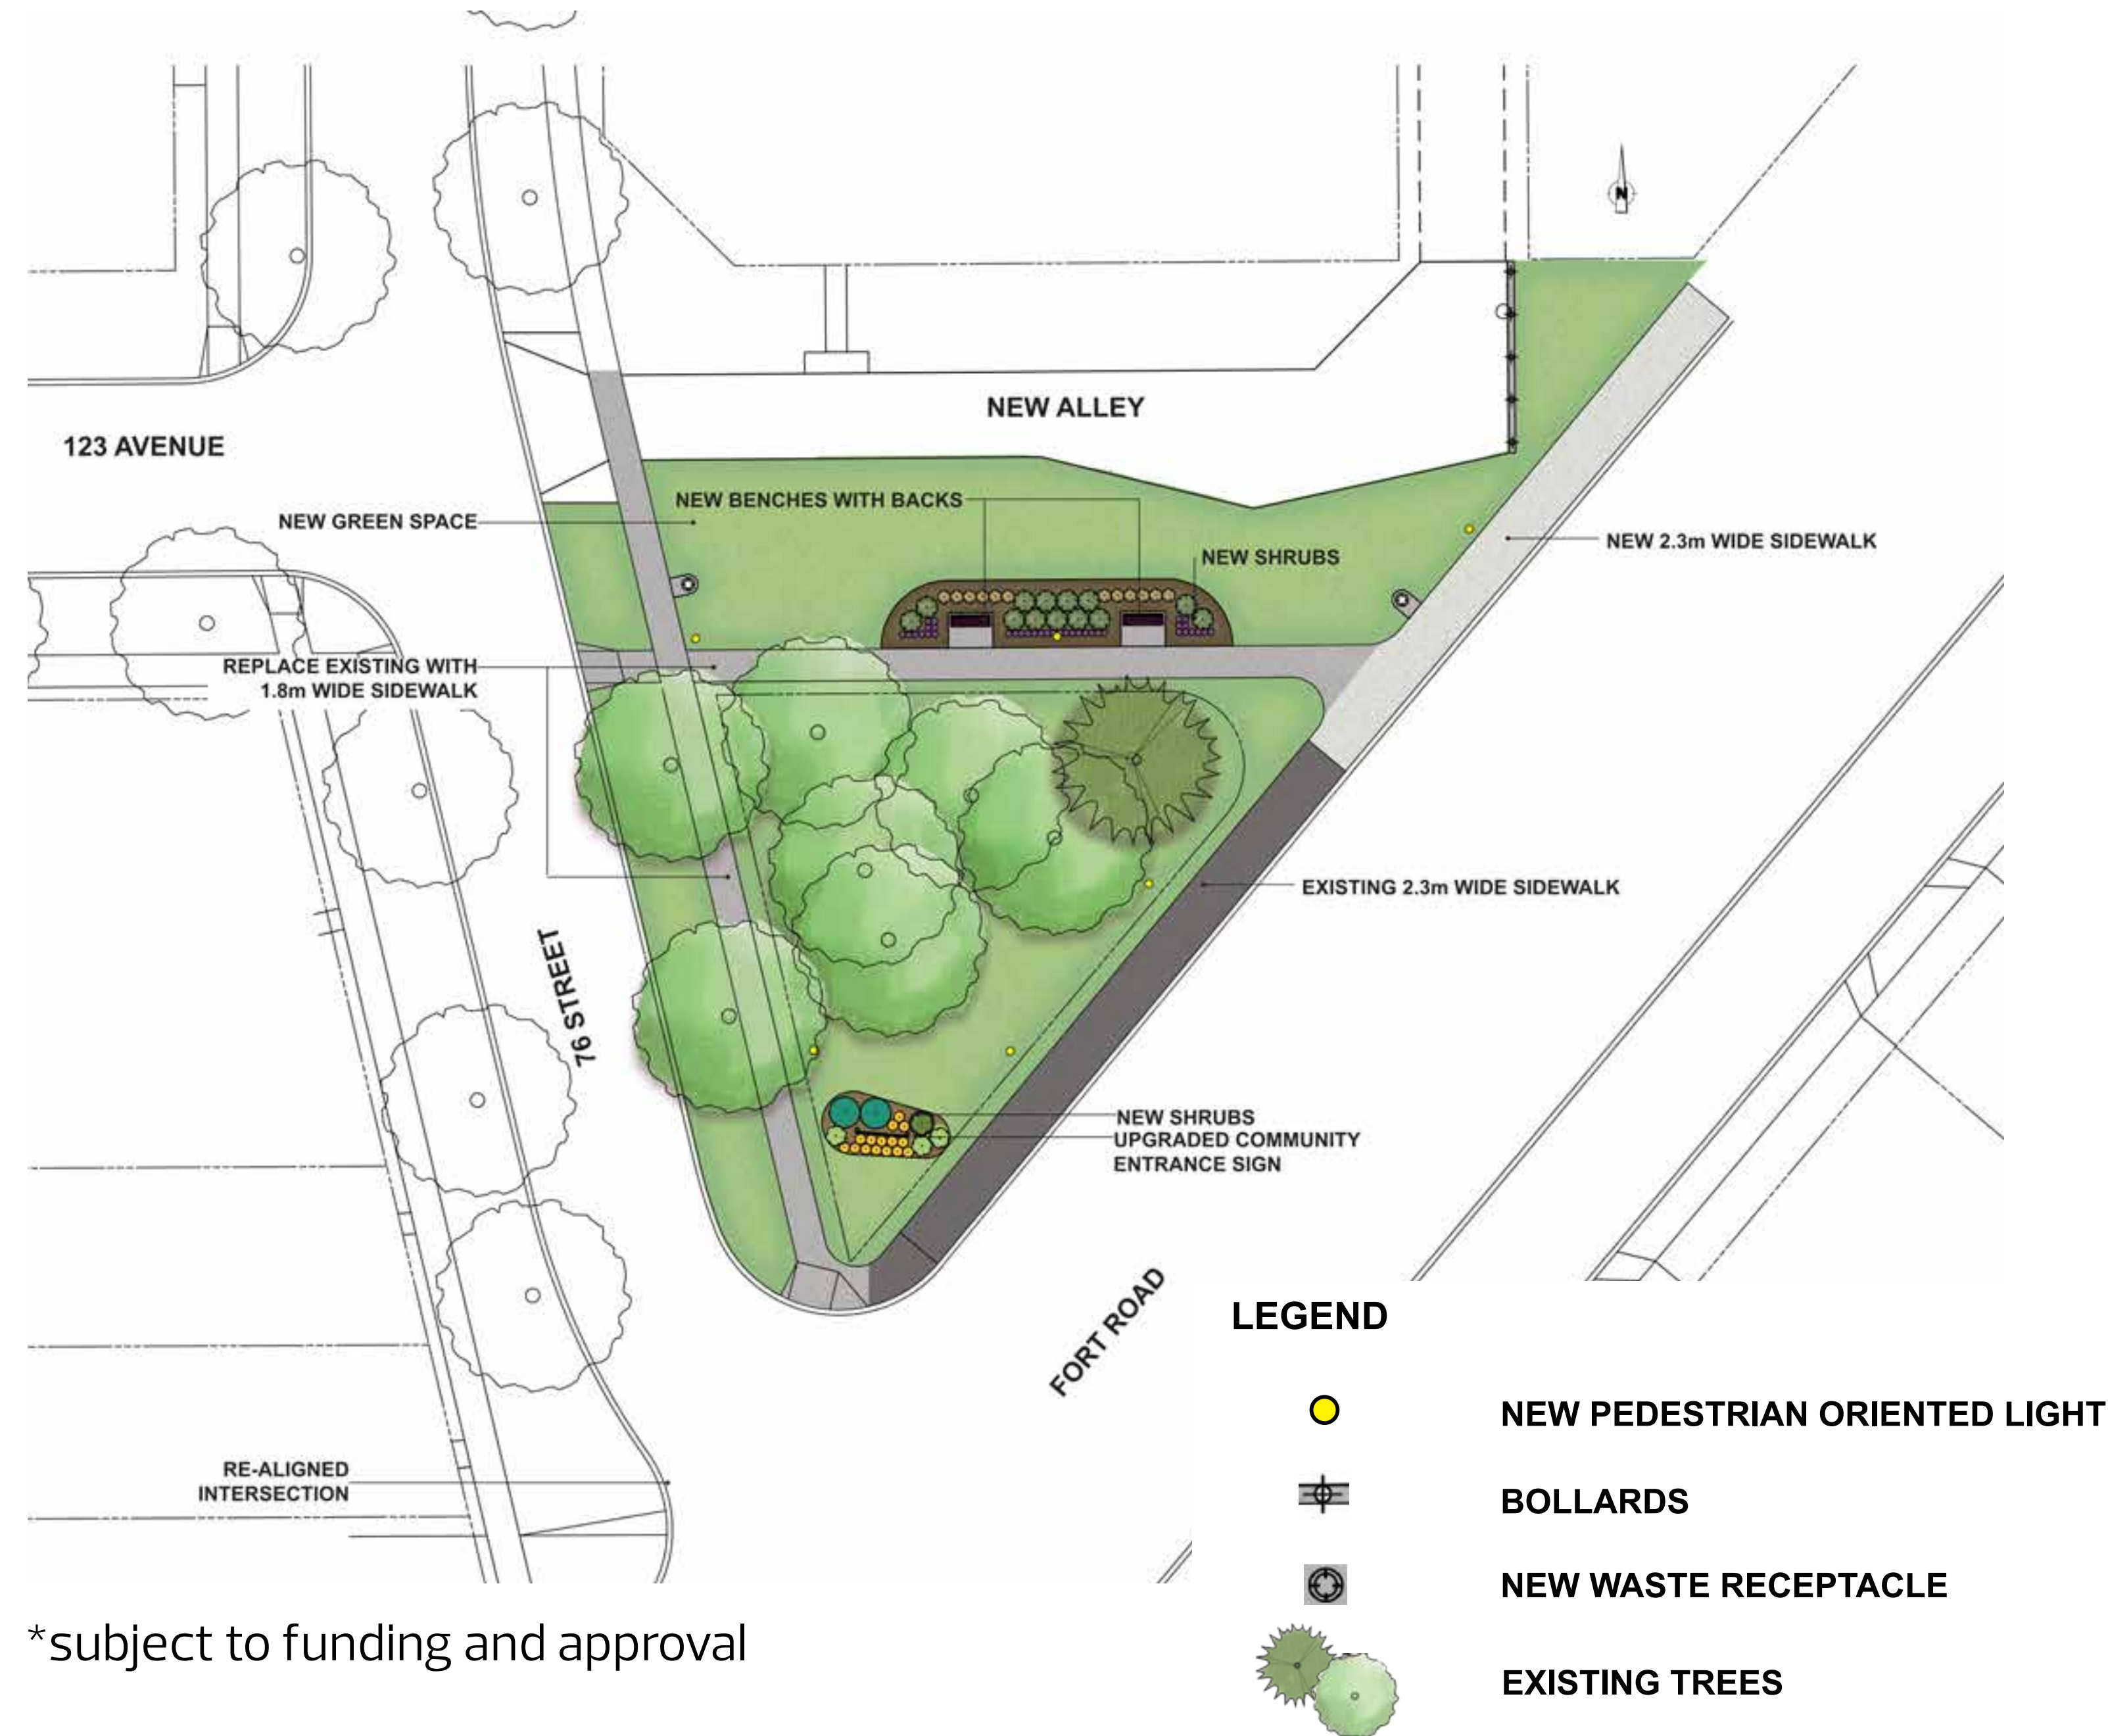 N
NEW ALLEY
123 AVENUE
NEW BENCHES WITH BACKS
NEW GREEN SPACE
NEW 2.3m WIDE SIDEWALK
NEW SHRUBS
REPLACE EXISTING WITH
1.8m WIDE SIDEWALK
EXISTING 2.3m WIDE SIDEWALK
76 STREET
NEW SHRUBS
UPGRADED COMMUNITY
ENTRANCE SIGN
FORT ROAD
RE-ALIGNED
INTERSECTION
LEGEND
NEW PEDESTRIAN ORIENTED LIGHT
BOLLARDS
NEW WASTE RECEPTACLE
EXISTING TREES
*subject to funding and approval